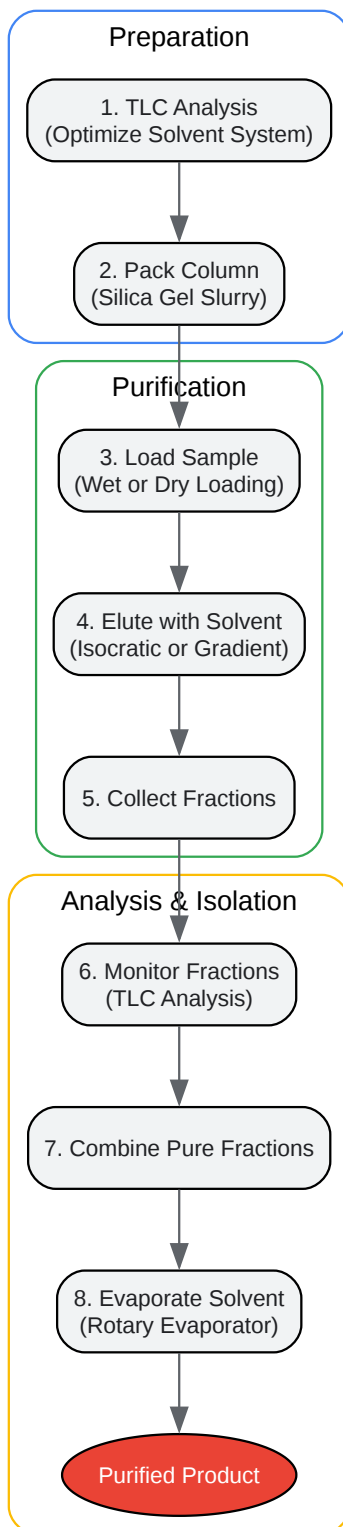 Preparation
1. TLC Analysis
(Optimize Solvent System)
2. Pack Column
(Silica Gel Slurry)
Purification
3. Load Sample
(Wet or Dry Loading)
4. Elute with Solvent
(Isocratic or Gradient)
5. Collect Fractions
Analysis & Isolation
6. Monitor Fractions
(TLC Analysis)
7. Combine Pure Fractions
8. Evaporate Solvent
(Rotary Evaporator)
Purified Product